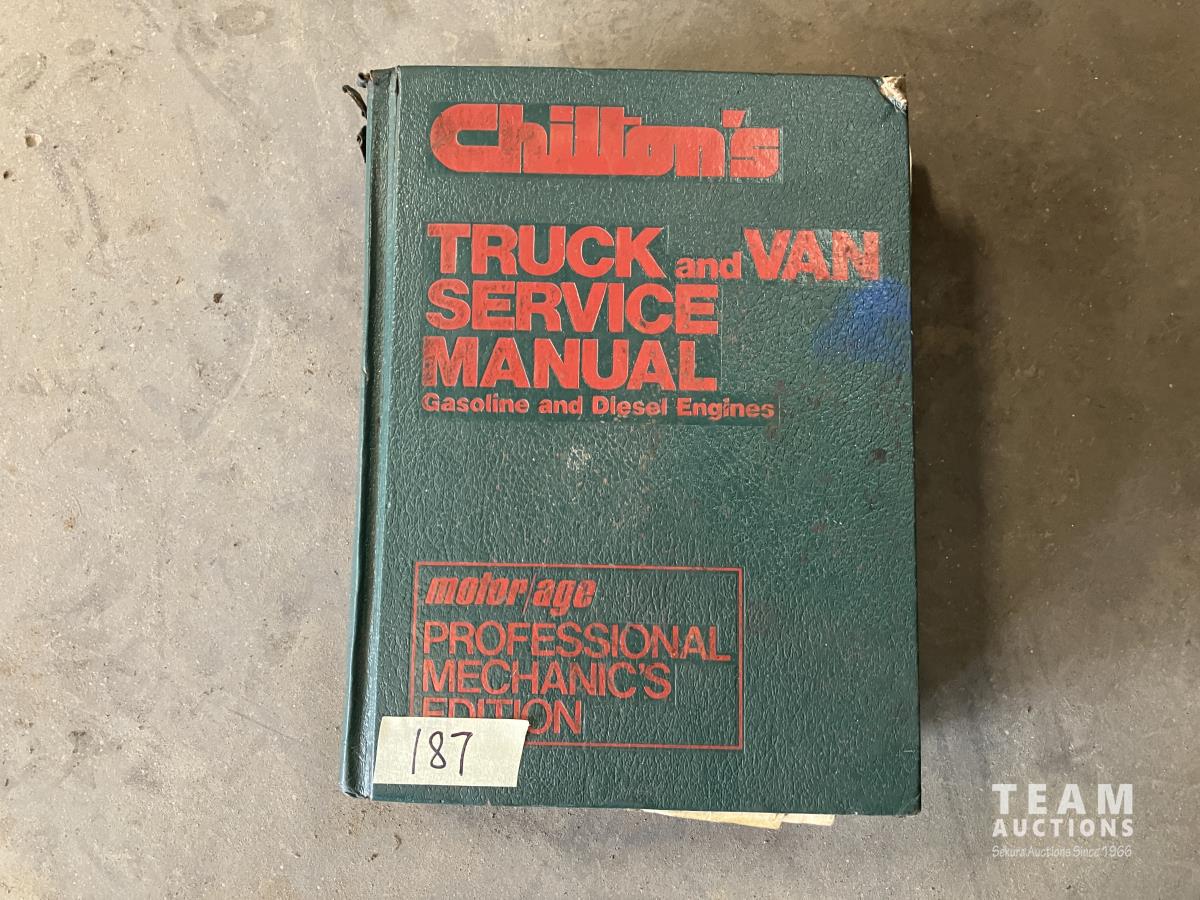 Chilton's
TRUCK and VAN
SERVICE
MANUAL
Gasoline and Diesel Engines
motor/age
PROFESSIONAL
MECHANIC'S
EDITION
187
TEAM
AUCTIONS
Sekura Auctions Since 1966